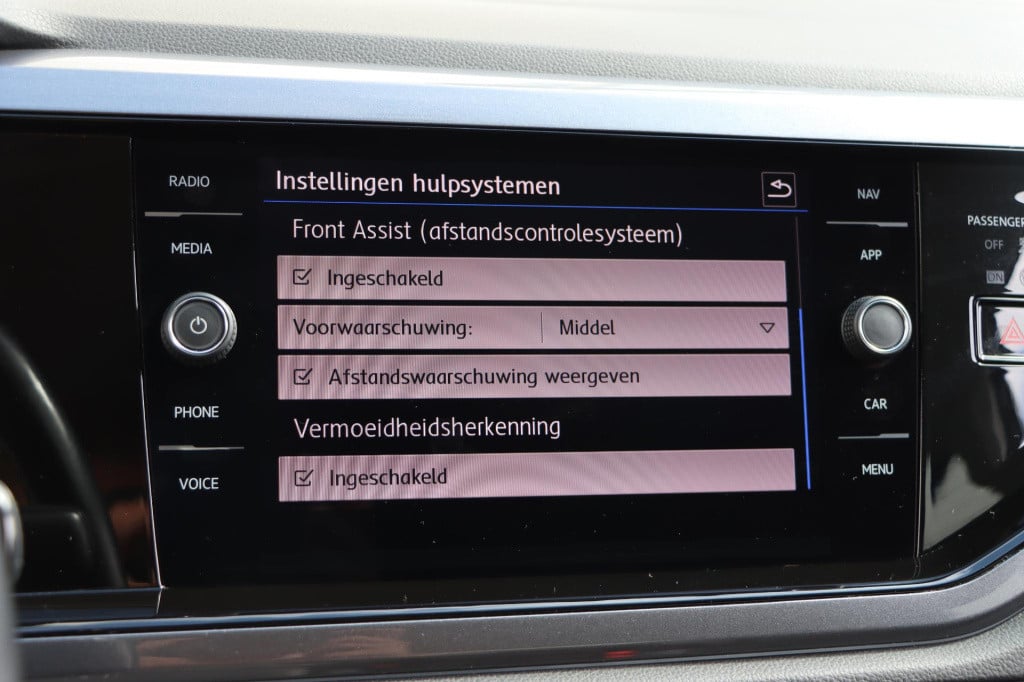 RADIO
MEDIA
PHONE
VOICE
Instellingen hulpsystemen
Front Assist (afstandscontrolesysteem)
Ingeschakeld
Voorwaarschuwing: Middel
Afstandswaarschuwing weergeven
Vermoeidheidsherkenning
Ingeschakeld
NAV
APP
CAR
MENU
PASSENGER
OFF
ON